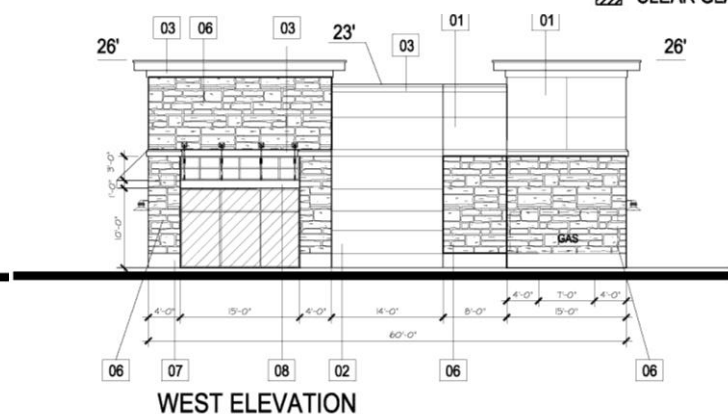 CLEAR GLA
03 06 03 23' 03 01 01
26' 26'
3'-0"
1'-0"
10'-0"
GAS
4'-0" 7'-0" 4'-0"
4'-0" 15'-0" 4'-0" 14'-0" 8'-0" 15'-0"
60'-0"
06 07 08 02 06 06
WEST ELEVATION